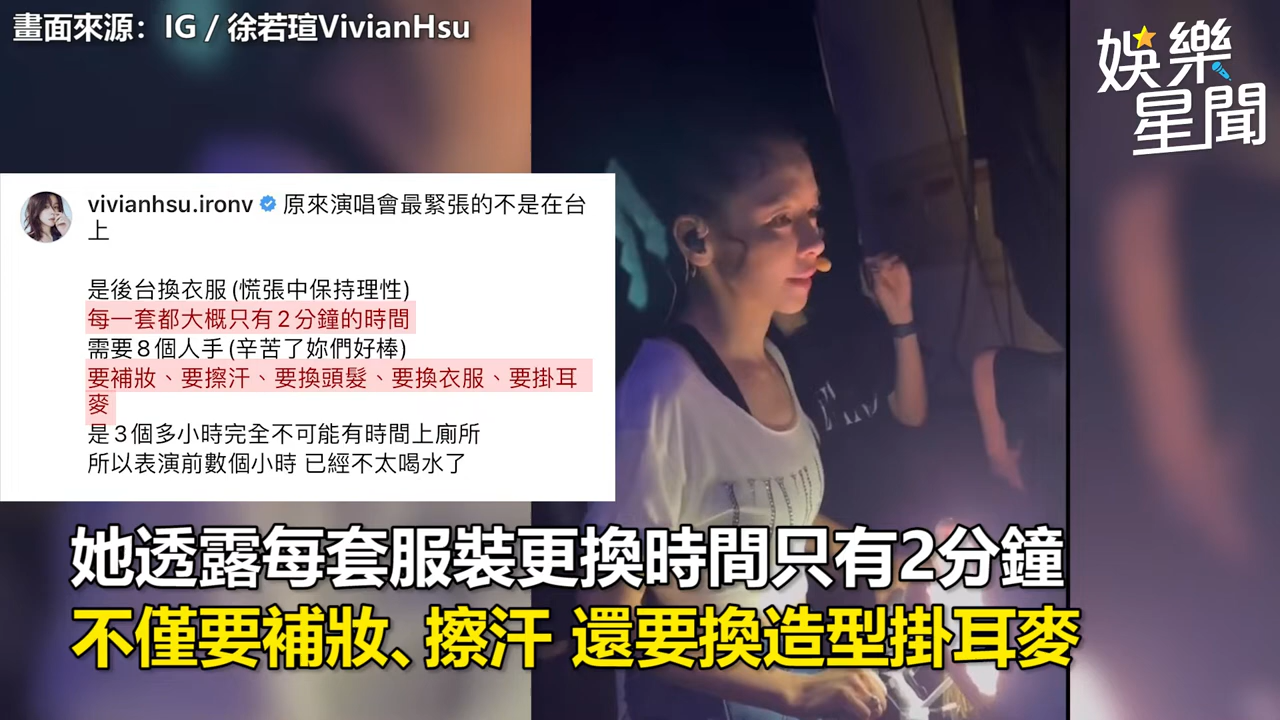 畫面來源：IG / 徐若瑄VivianHsu
娛樂
星聞
vivianhsu.ironv 原來演唱會最緊張的不是在台
上
是後台換衣服(慌張中保持理性)
每一套都大概只有2分鐘的時間
需要8個人手(辛苦了妳們好棒)
要補妝、要擦汗、要換頭髮、要換衣服、要掛耳
麥
是3個多小時完全不可能有時間上廁所
所以表演前數個小時 已經不太喝水了
她透露每套服裝更換時間只有2分鐘
不僅要補妝、擦汗 還要換造型掛耳麥